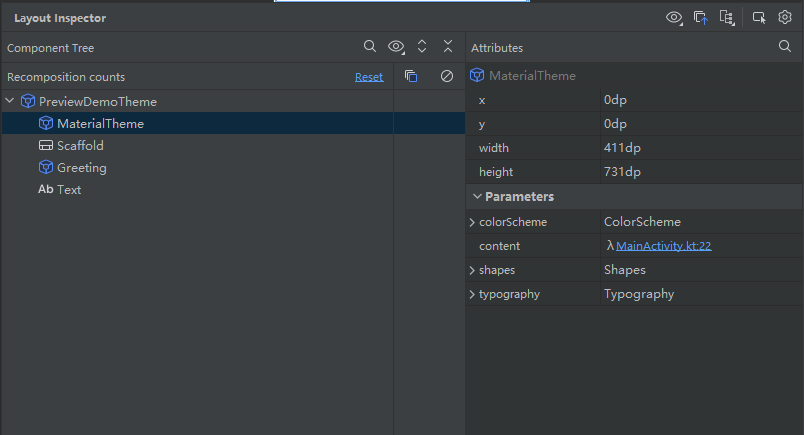 Layout Inspector
Component Tree
Attributes
Recomposition counts Reset
MaterialTheme
PreviewDemoTheme
MaterialTheme
Scaffold
Greeting
Ab Text
x 0dp
y 0dp
width 411dp
height 731dp
Parameters
colorScheme ColorScheme
content λ MainActivity.kt:22
shapes Shapes
typography Typography